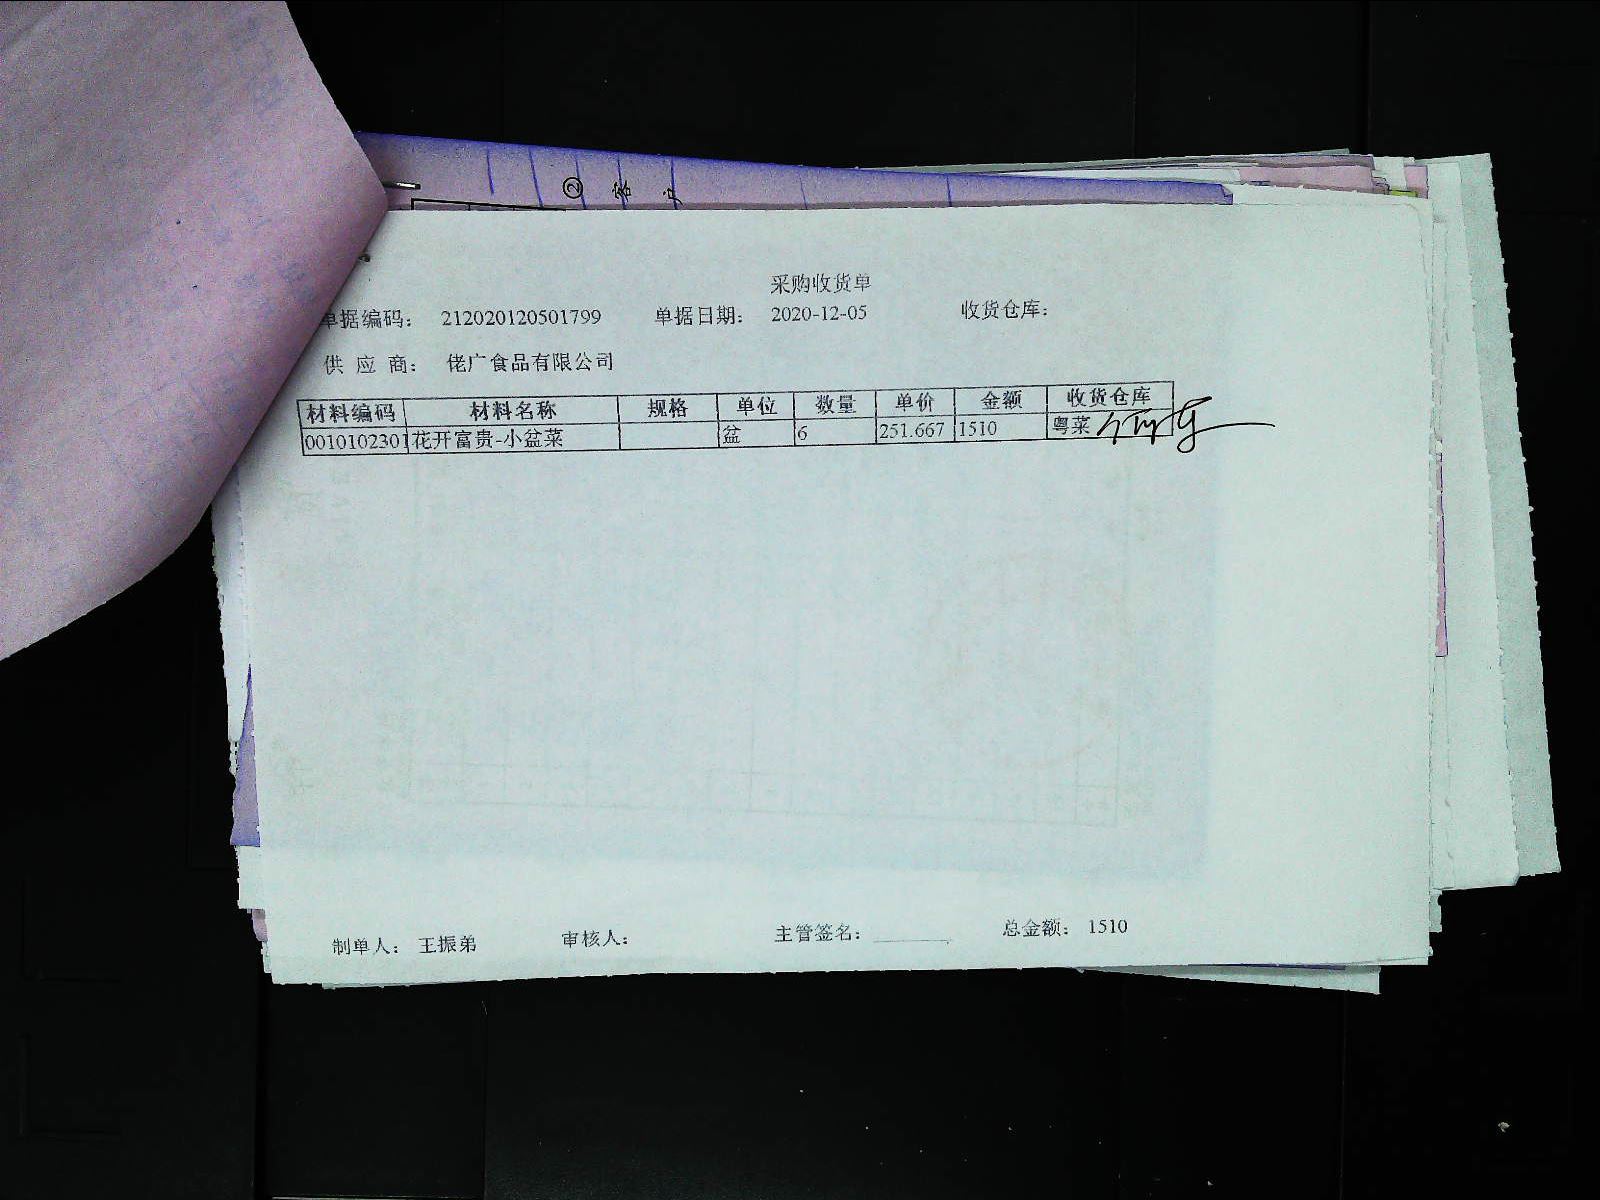 ② 客 户
采购收货单
单据编码： 212020120501799 单据日期： 2020-12-05 收货仓库：
供 应 商： 佬广食品有限公司
材料编码 材料名称 规格 单位 数量 单价 金额 收货仓库
0010102301 花开富贵-小盆菜 盆 6 251.667 1510 粤菜
制单人： 王振弟 审核人： 主管签名： 总金额： 1510